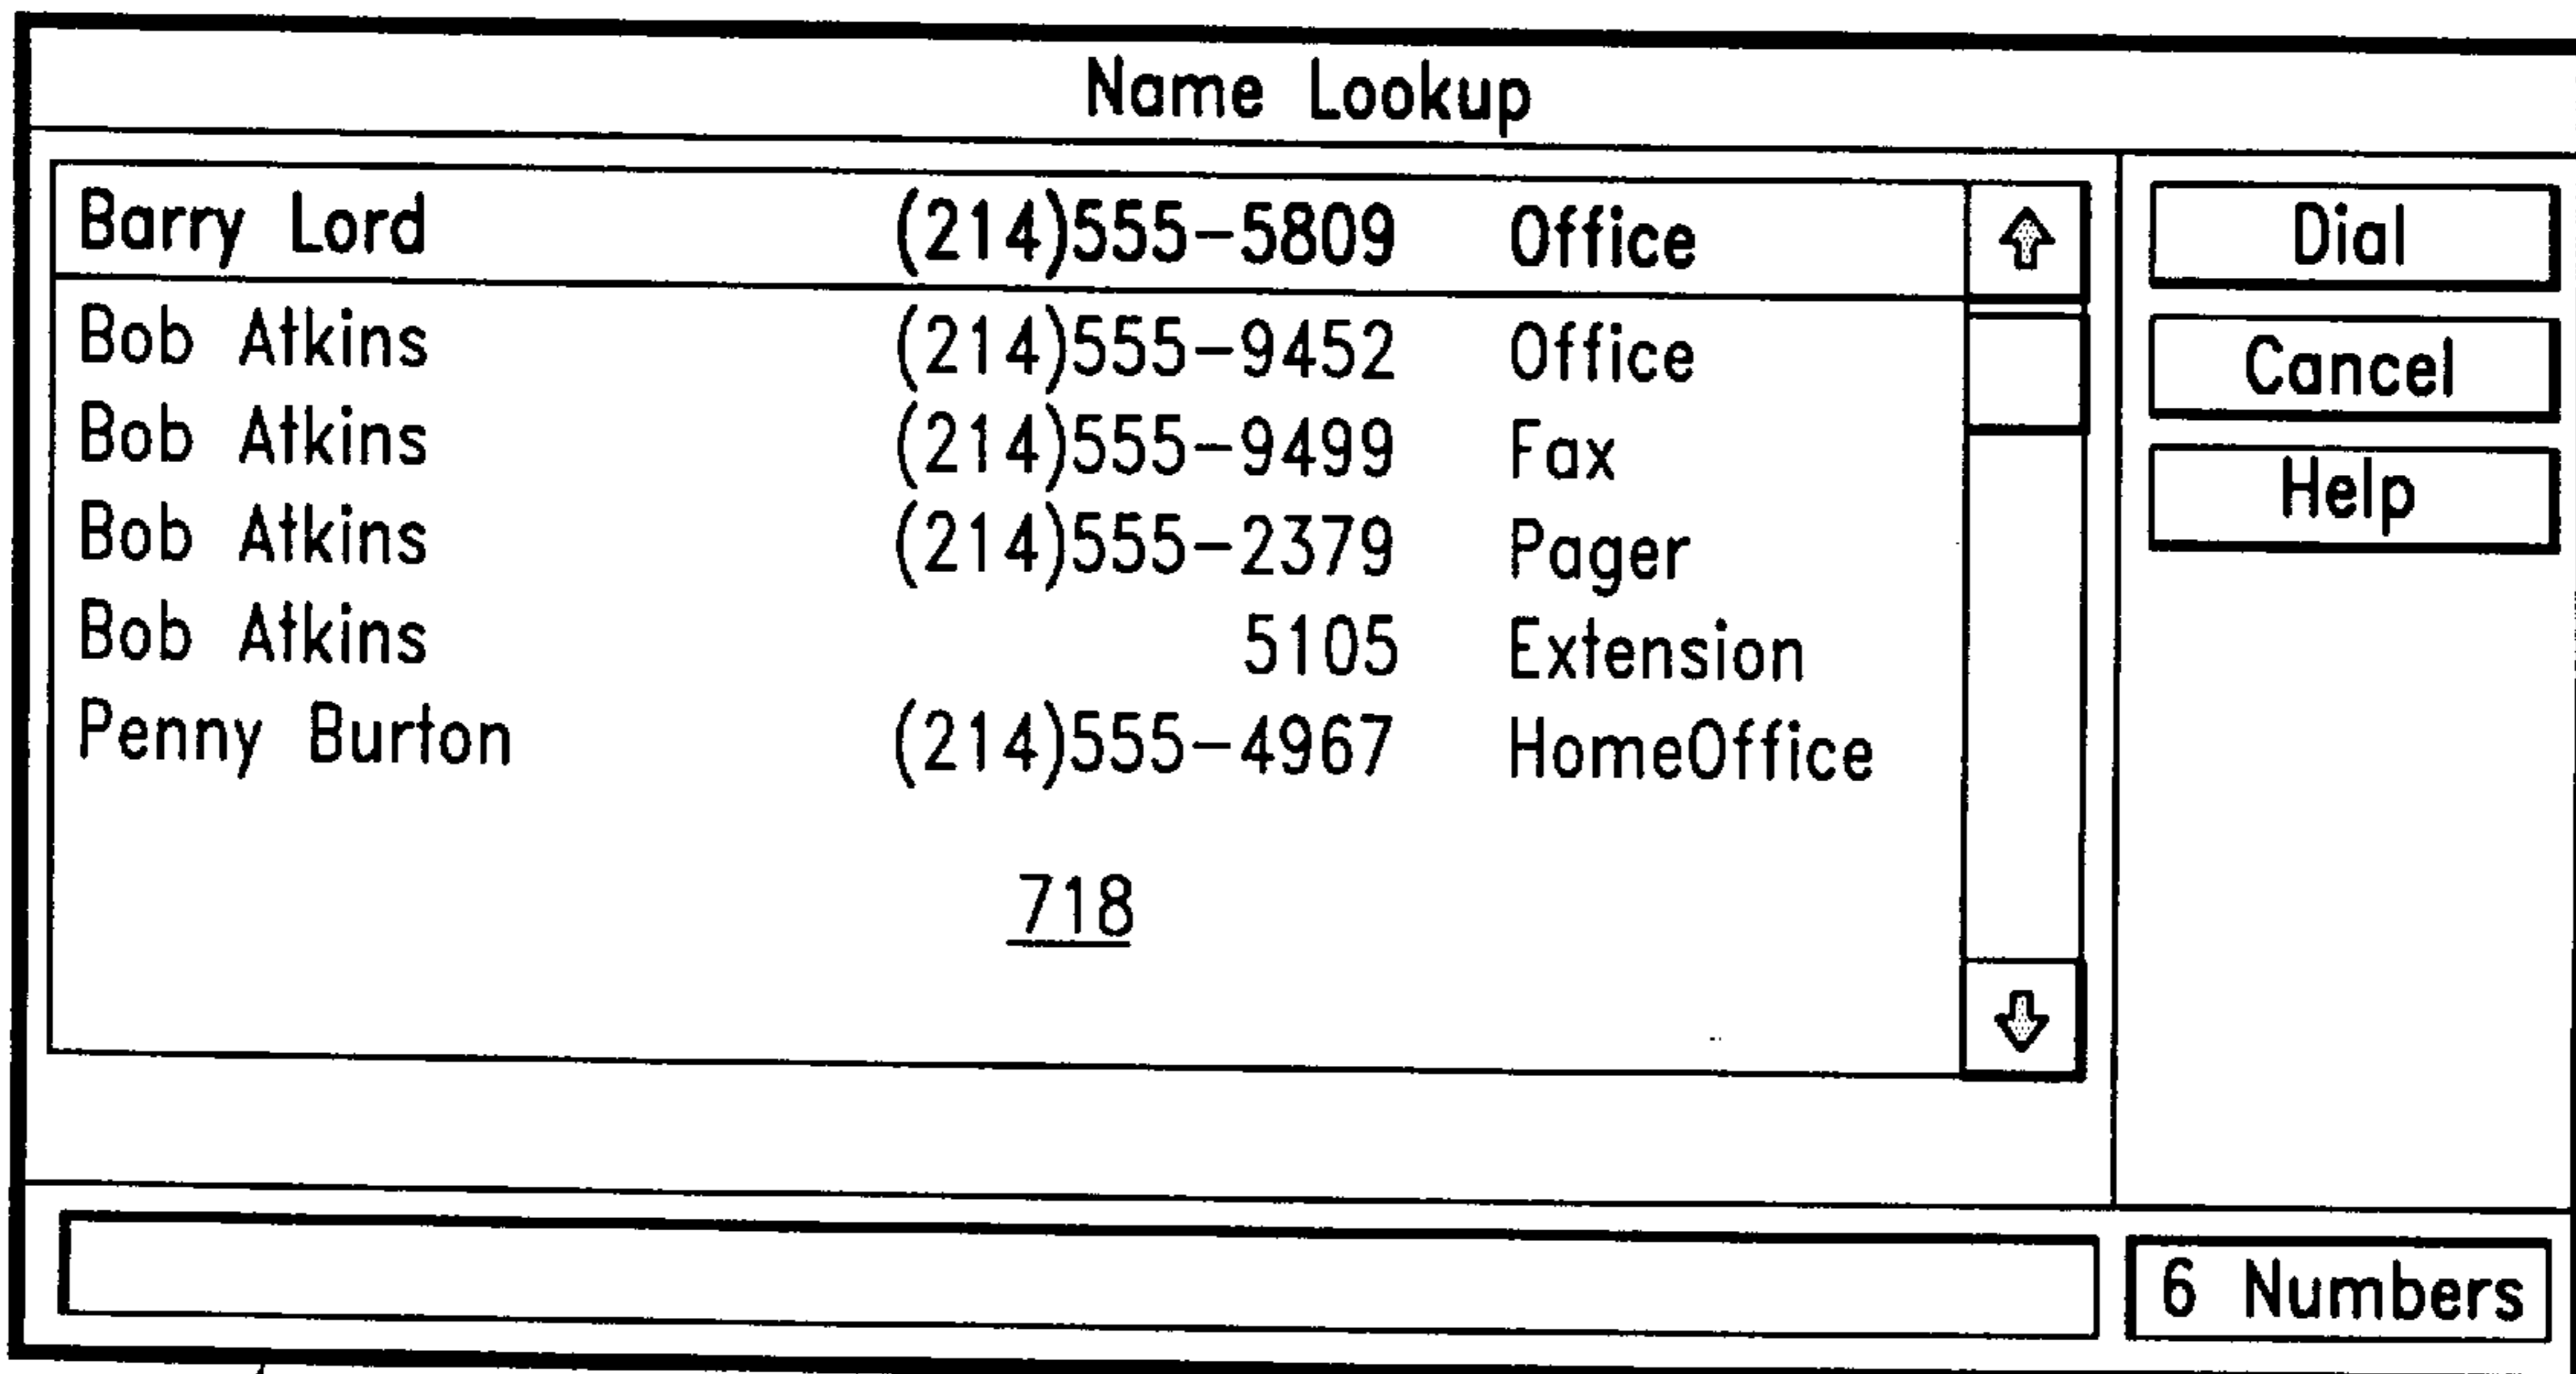 Name Lookup
Barry Lord (214)555-5809 Office
Bob Atkins (214)555-9452 Office
Bob Atkins (214)555-9499 Fax
Bob Atkins (214)555-2379 Pager
Bob Atkins 5105 Extension
Penny Burton (214)555-4967 HomeOffice
718
Dial
Cancel
Help
6 Numbers